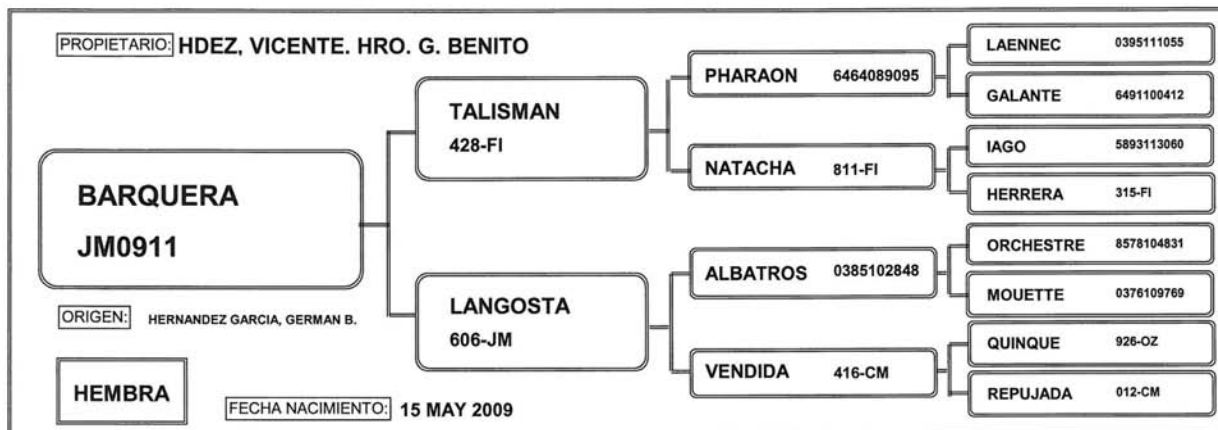 PROPIETARIO: HDEZ, VICENTE. HRO. G. BENITO
BARQUERA
JM0911
ORIGEN: HERNANDEZ GARCIA, GERMAN B.
HEMBRA
FECHA NACIMIENTO: 15 MAY 2009
TALISMAN
428-FI
LANGOSTA
606-JM
PHARAON 6464089095
NATACHA 811-FI
ALBATROS 0385102848
VENDIDA 416-CM
LAENNEC 0395111055
GALANTE 6491100412
IAGO 5893113060
HERRERA 315-FI
ORCHESTRE 8578104831
MOUETTE 0376109769
QUINQUE 926-OZ
REPUJADA 012-CM